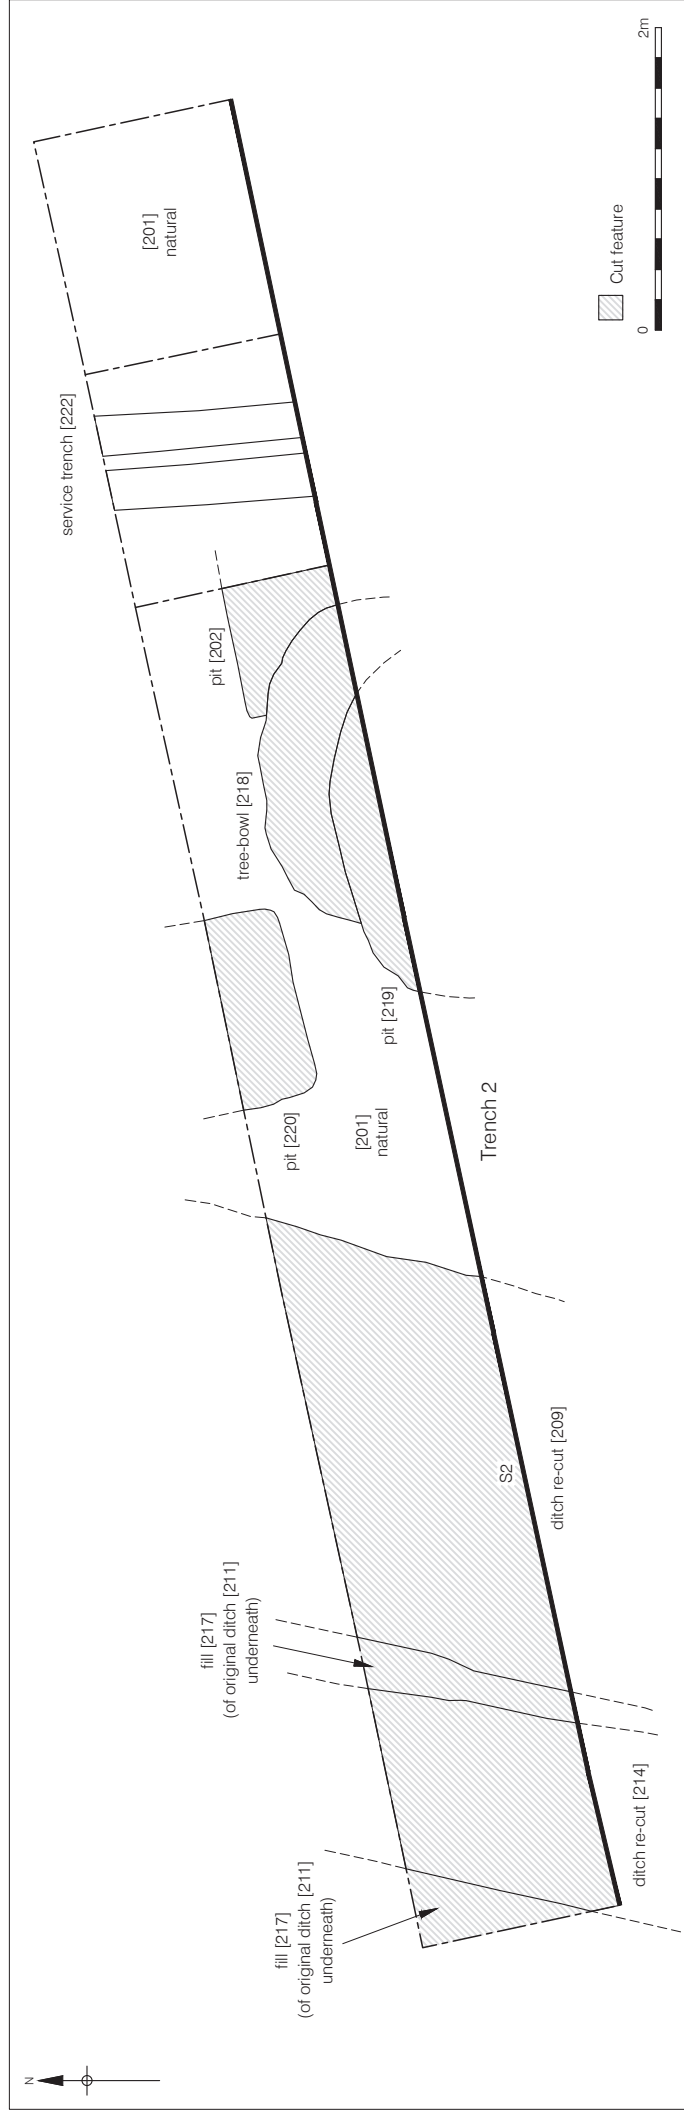 N
fill [217]
(of original ditch [211]
underneath)
ditch re-cut [214]
fill [217]
(of original ditch [211]
underneath)
S2
ditch re-cut [209]
pit [220]
[201]
natural
Trench 2
pit [219]
tree-bowl [218]
pit [202]
service trench [222]
[201]
natural
Cut feature
0
2m